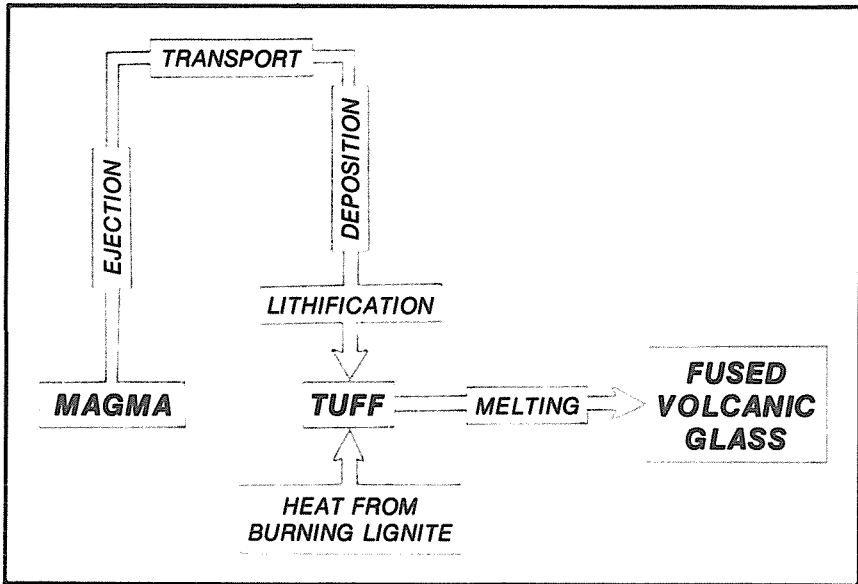 TRANSPORT
EJECTION
DEPOSITION
LITHIFICATION
MAGMA
TUFF
MELTING
FUSED
VOLCANIC
GLASS
HEAT FROM
BURNING LIGNITE